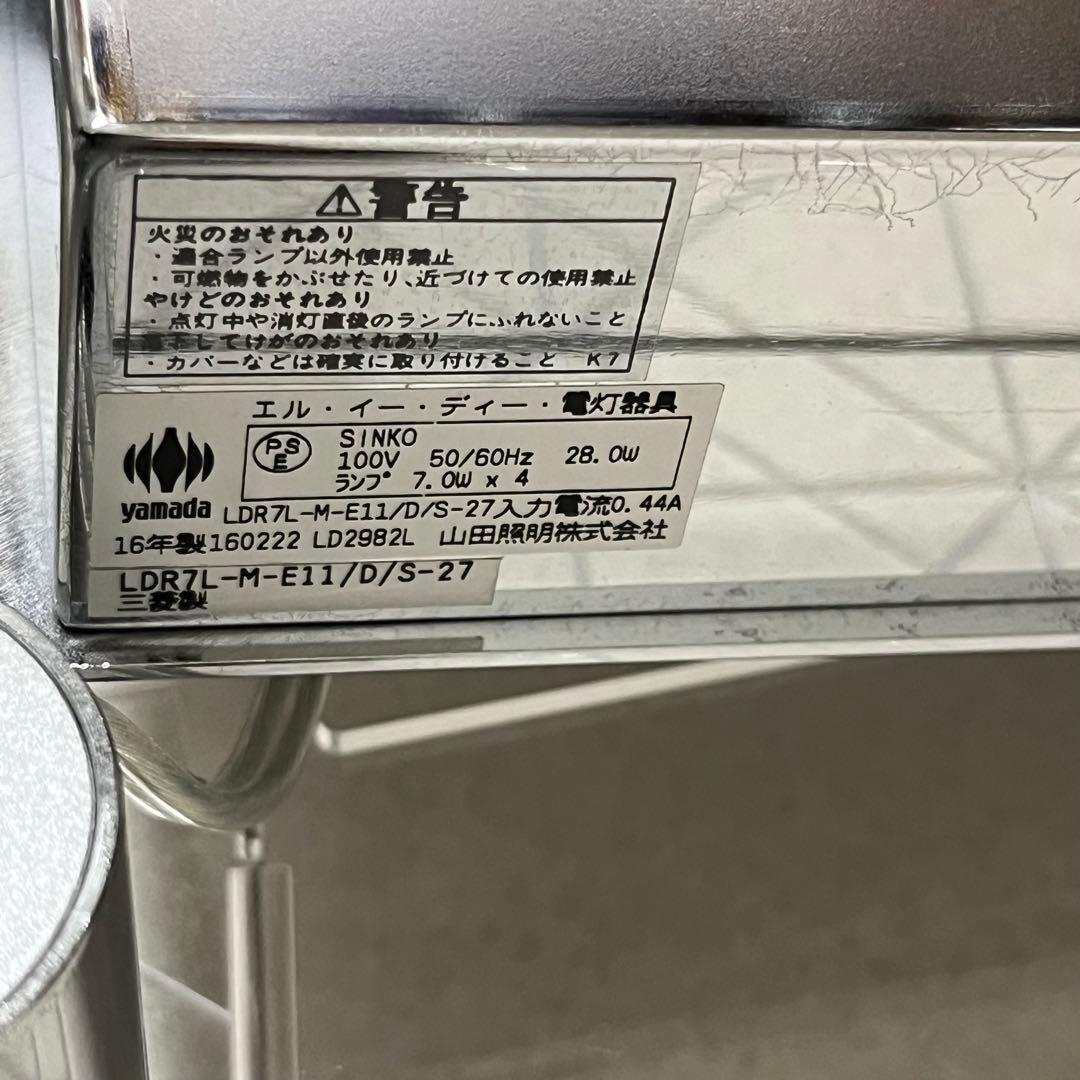 ⚠警告
火災のおそれあり
・適合ランプ以外使用禁止
・可燃物をかぶせたり、近づけての使用禁止
やけどのおそれあり
・点灯中や消灯直後のランプにふれないこと
落下してけがのおそれあり
・カバーなどは確実に取り付けること K7
エル・イー・ディー・電灯器具
PSE SINKO
100V 50/60Hz 28.0W
ランプ 7.0W x 4
yamada LDR7L-M-E11/D/S-27入力電流0.44A
16年製160222 LD2982L 山田照明株式会社
LDR7L-M-E11/D/S-27
三菱製